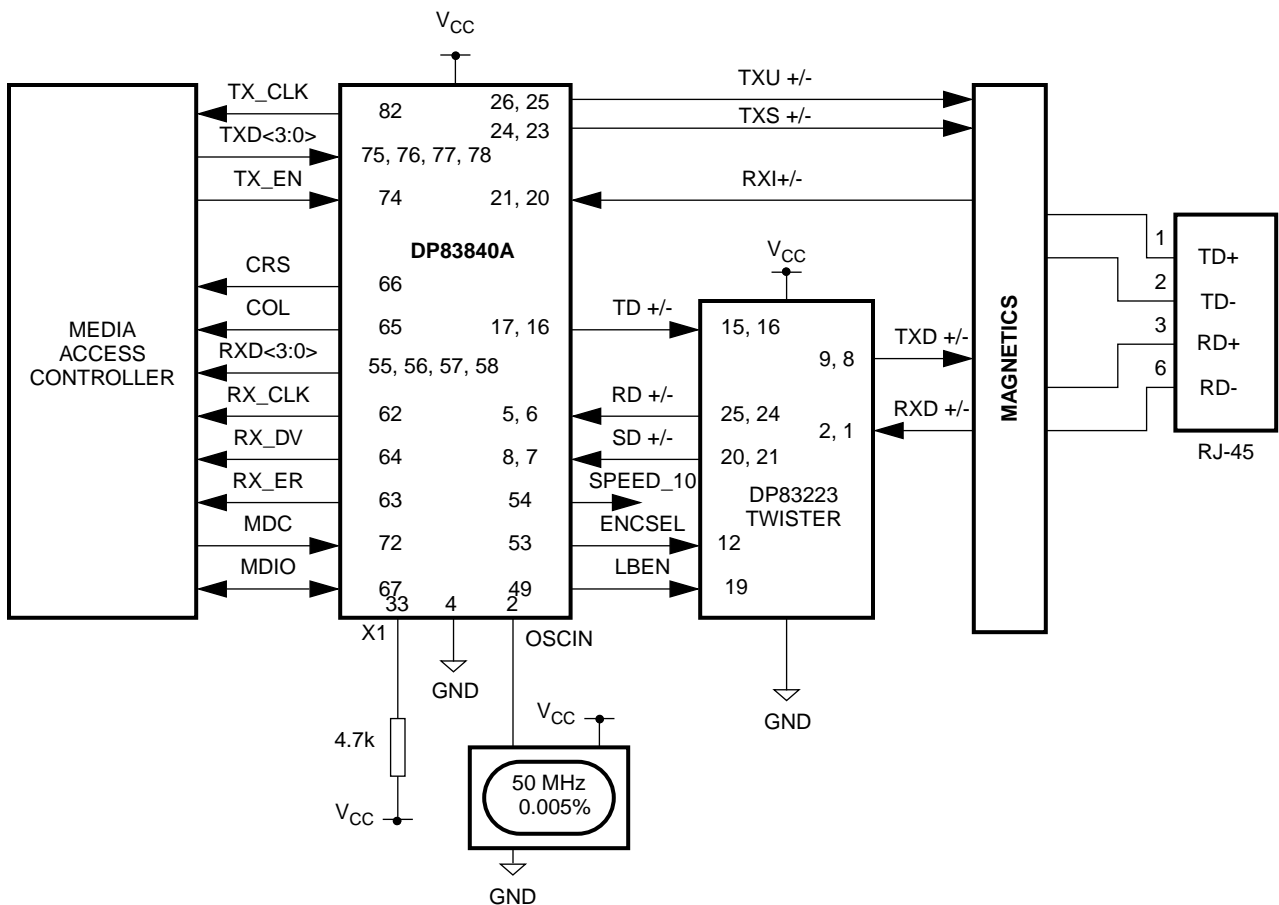 VCC
TX_CLK
82
26, 25
TXU +/-
24, 23
TXS +/-
TXD<3:0>
75, 76, 77, 78
TX_EN
74
21, 20
RXI+/-
DP83840A
CRS
66
COL
65
17, 16
TD +/-
RXD<3:0>
55, 56, 57, 58
RX_CLK
62
5, 6
RD +/-
RX_DV
64
8, 7
SD +/-
RX_ER
63
54
SPEED_10
MDC
72
53
ENCSEL
MDIO
67
49
LBEN
33
4
2
MEDIA
ACCESS
CONTROLLER
VCC
15, 16
9, 8
TXD +/-
25, 24
2, 1
RXD +/-
20, 21
DP83223
TWISTER
12
19
GND
MAGNETICS
1
TD+
2
TD-
3
RD+
6
RD-
RJ-45
X1
OSCIN
GND
4.7k
VCC
VCC
50 MHz
0.005%
GND